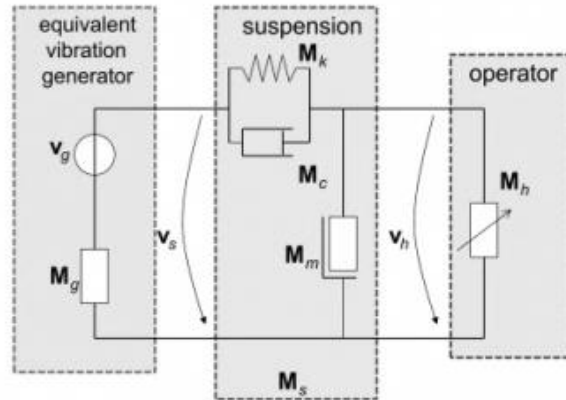 equivalent
vibration
generator
suspension
operator
M_k
v_g
M_c
M_h
v_s
M_m
v_h
M_g
M_s